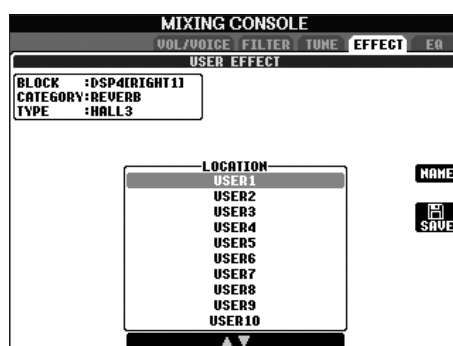 MIXING CONSOLE
VOL/VOICE FILTER TUNE EFFECT EQ
USER EFFECT
BLOCK :DSP4[RIGHT1]
CATEGORY:REVERB
TYPE :HALL3
LOCATION
USER1
NAME
USER2
USER3
USER4
SAVE
USER5
USER6
USER7
USER8
USER9
USER10